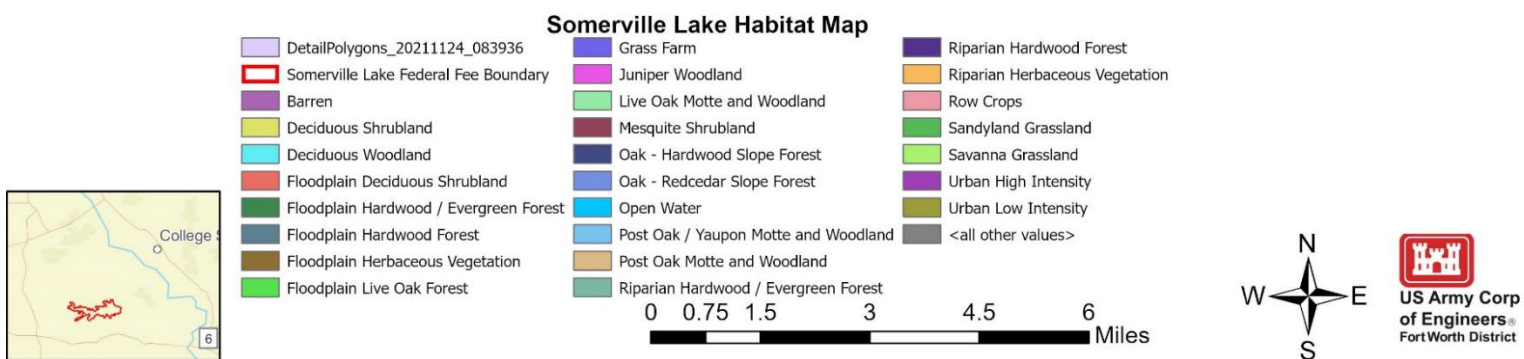 Somerville Lake Habitat Map
DetailPolygons_20211124_083936
Somerville Lake Federal Fee Boundary
Barren
Deciduous Shrubland
Deciduous Woodland
Floodplain Deciduous Shrubland
Floodplain Hardwood / Evergreen Forest
Floodplain Hardwood Forest
Floodplain Herbaceous Vegetation
Floodplain Live Oak Forest
Grass Farm
Juniper Woodland
Live Oak Motte and Woodland
Mesquite Shrubland
Oak - Hardwood Slope Forest
Oak - Redcedar Slope Forest
Open Water
Post Oak / Yaupon Motte and Woodland
Post Oak Motte and Woodland
Riparian Hardwood / Evergreen Forest
Riparian Hardwood Forest
Riparian Herbaceous Vegetation
Row Crops
Sandyland Grassland
Savanna Grassland
Urban High Intensity
Urban Low Intensity
<all other values>
College S
6
0 0.75 1.5 3 4.5 6
Miles
N
W E
S
US Army Corp
of Engineers®
Fort Worth District